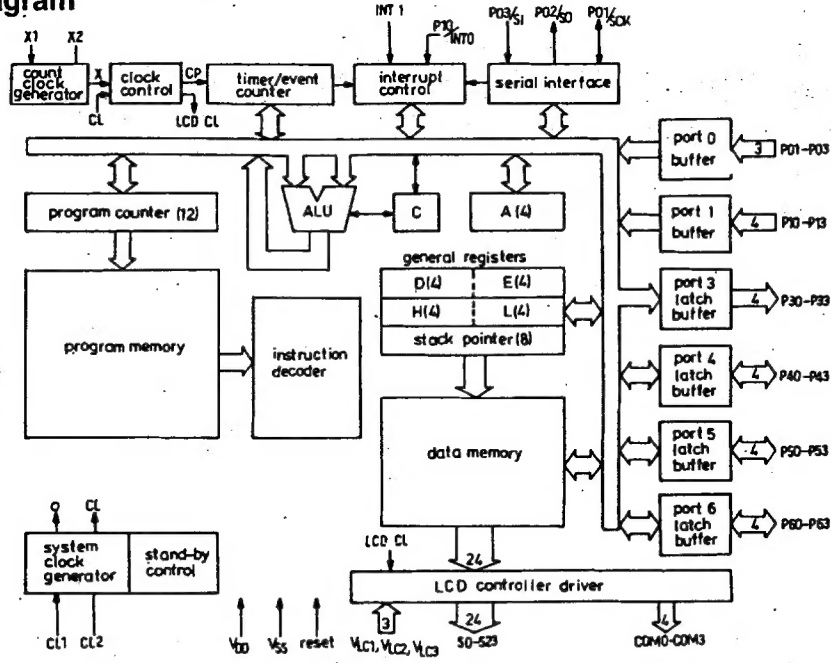 agram
INT 1
P10/INT0
P03/SI
P02/SO
P01/SCK
X1
X2
count clock generator
X
clock control
CP
timer/event counter
interrupt control
serial interface
CL
LCD CL
port 0 buffer
3
P01-P03
program counter (12)
ALU
C
A (4)
port 1 buffer
4
P10-P13
general registers
D(4)
E(4)
H(4)
L(4)
stack pointer (8)
port 3 latch buffer
4
P30-P33
program memory
instruction decoder
port 4 latch buffer
4
P40-P43
data memory
port 5 latch buffer
4
P50-P53
port 6 latch buffer
4
P60-P63
CL
system clock generator
stand-by control
LCD CL
24
LCD controller driver
CL1
CL2
VDD
VSS
reset
3
VLC1, VLC2, VLC3
24
S0-S23
4
COM0-COM3